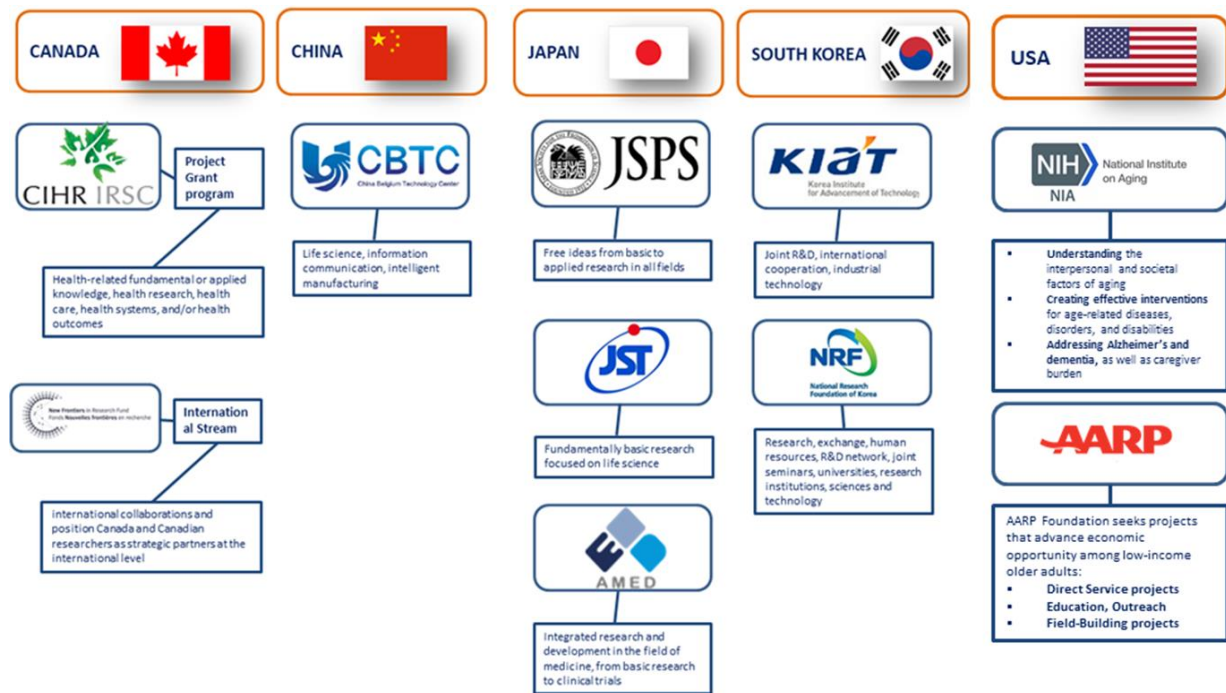 CANADA
CHINA
JAPAN
SOUTH KOREA
USA
CIHR IRSC
Project
Grant
program
Health-related fundamental or applied
knowledge, health research, health
care, health systems, and/or health
outcomes
New Frontiers in Research Fund
Fonds Nouvelles frontières en recherche
Internation
al Stream
international collaborations and
position Canada and Canadian
researchers as strategic partners at the
international level
CBTC
China Belgium Technology Center
Life science, information
communication, intelligent
manufacturing
JSPS
Free ideas from basic to
applied research in all fields
JST
Fundamentally basic research
focused on life science
AMED
Integrated research and
development in the field of
medicine, from basic research
to clinical trials
KIAT
Korea Institute
for Advancement of Technology
Joint R&D, international
cooperation, industrial
technology
NRF
National Research
Foundation of Korea
Research, exchange, human
resources, R&D network, joint
seminars, universities, research
institutions, sciences and
technology
NIH
National Institute
on Aging
NIA
▪ Understanding the
interpersonal and societal
factors of aging
▪ Creating effective interventions
for age-related diseases,
disorders, and disabilities
▪ Addressing Alzheimer's and
dementia, as well as caregiver
burden
AARP
AARP Foundation seeks projects
that advance economic
opportunity among low-income
older adults:
▪ Direct Service projects
▪ Education, Outreach
▪ Field-Building projects